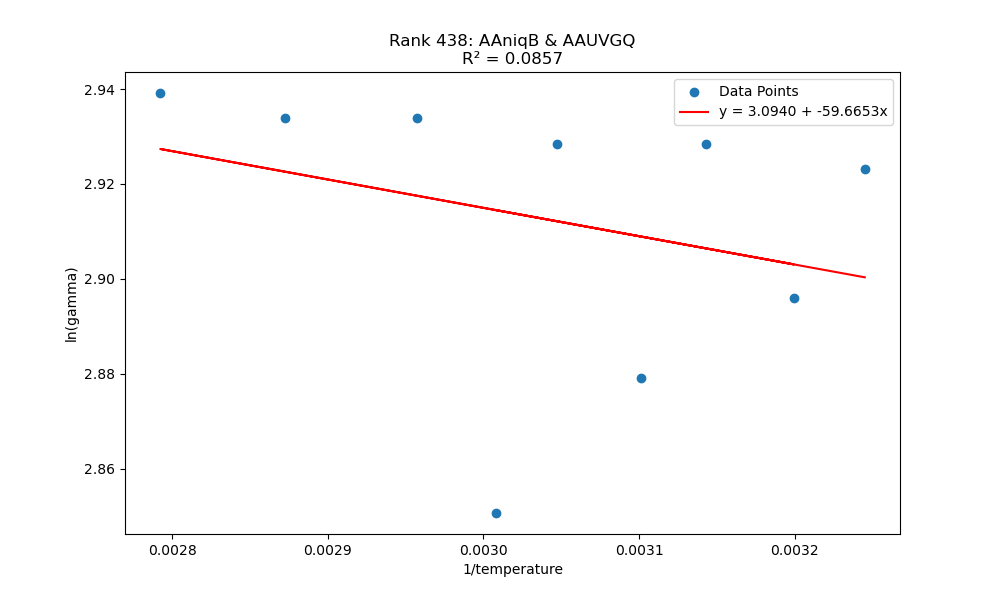 Rank 438: AAniqB & AAUVGQ
R² = 0.0857
Data Points
y = 3.0940 + -59.6653x
2.94
2.92
2.90
2.88
2.86
ln(gamma)
0.0028
0.0029
0.0030
0.0031
0.0032
1/temperature